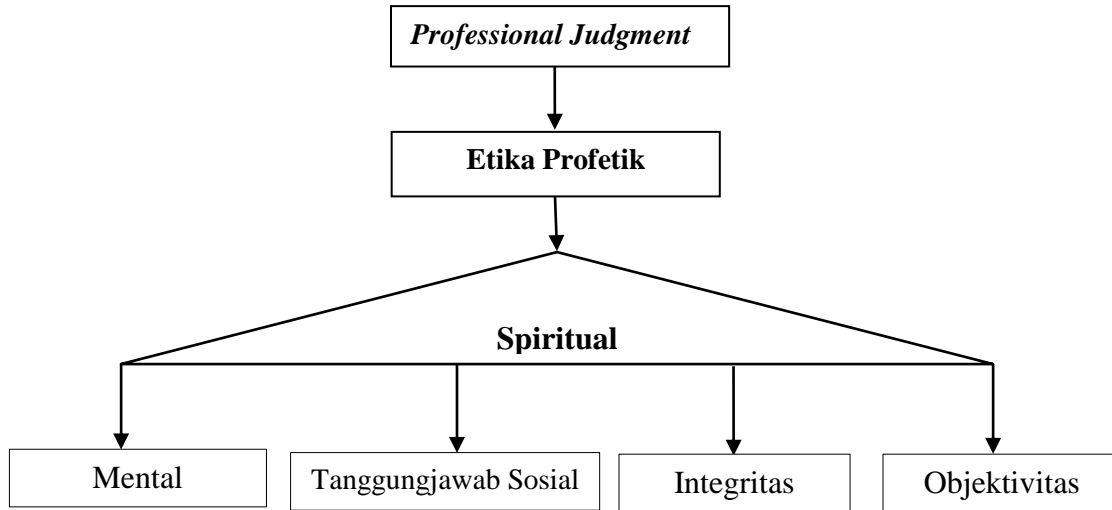 Professional Judgment
Etika Profetik
Spiritual
Mental
Tanggungjawab Sosial
Integritas
Objektivitas